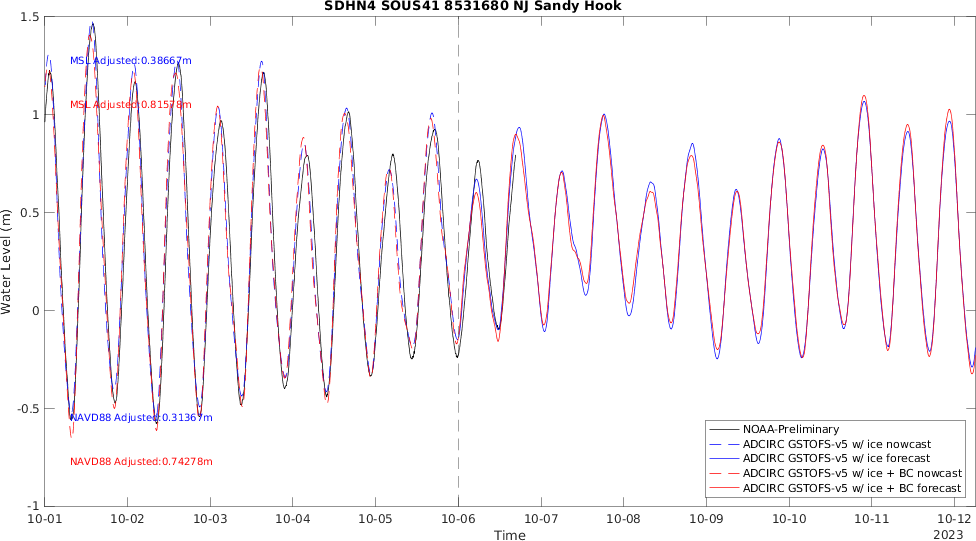 SDHN4 SOUS41 8531680 NJ Sandy Hook
1.5
1
0.5
0
-0.5
-1
Water Level (m)
MSL Adjusted:0.38667m
MSL Adjusted:0.81578m
NAVD88 Adjusted:0.31367m
NAVD88 Adjusted:0.74278m
NOAA-Preliminary
ADCIRC GSTOFS-v5 w/ ice nowcast
ADCIRC GSTOFS-v5 w/ ice forecast
ADCIRC GSTOFS-v5 w/ ice + BC nowcast
ADCIRC GSTOFS-v5 w/ ice + BC forecast
10-01 10-02 10-03 10-04 10-05 10-06 10-07 10-08 10-09 10-10 10-11 10-12
2023
Time